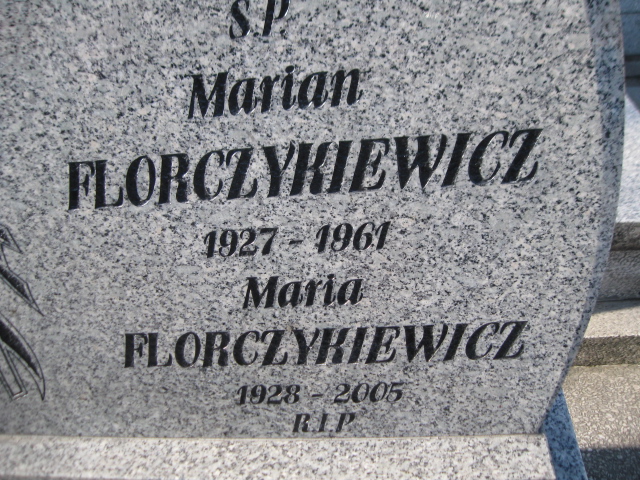 Ś.P.
Marian
FLORCZYKIEWICZ
1927 - 1961
Maria
FLORCZYKIEWICZ
1928 - 2005
R.I.P